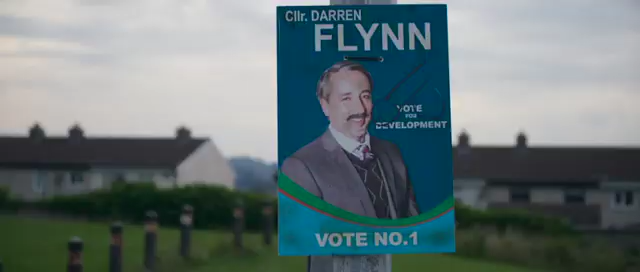 Cllr. DARREN
FLYNN
VOTE
FOR
DEVELOPMENT
VOTE NO.1